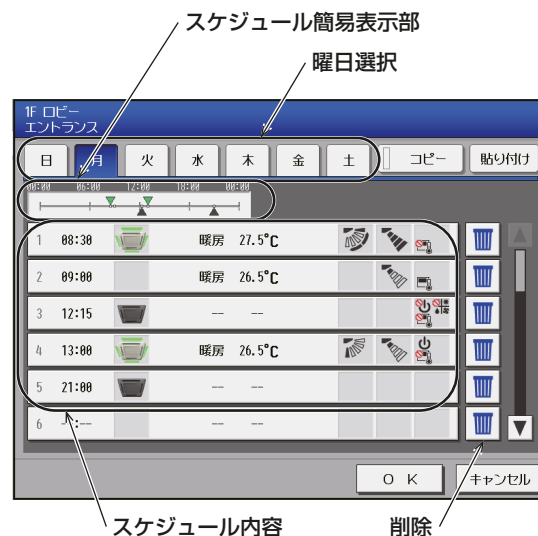 スケジュール簡易表示部
曜日選択
1F ロビー
エントランス
日 月 火 水 木 金 土 コピー 貼り付け
00:00 06:00 12:00 18:00 00:00
1 08:30 暖房 27.5℃
2 09:00 暖房 26.5℃
3 12:15 -- --
4 13:00 暖房 26.5℃
5 21:00 -- --
6 --:-- -- --
OK キャンセル
スケジュール内容 削除